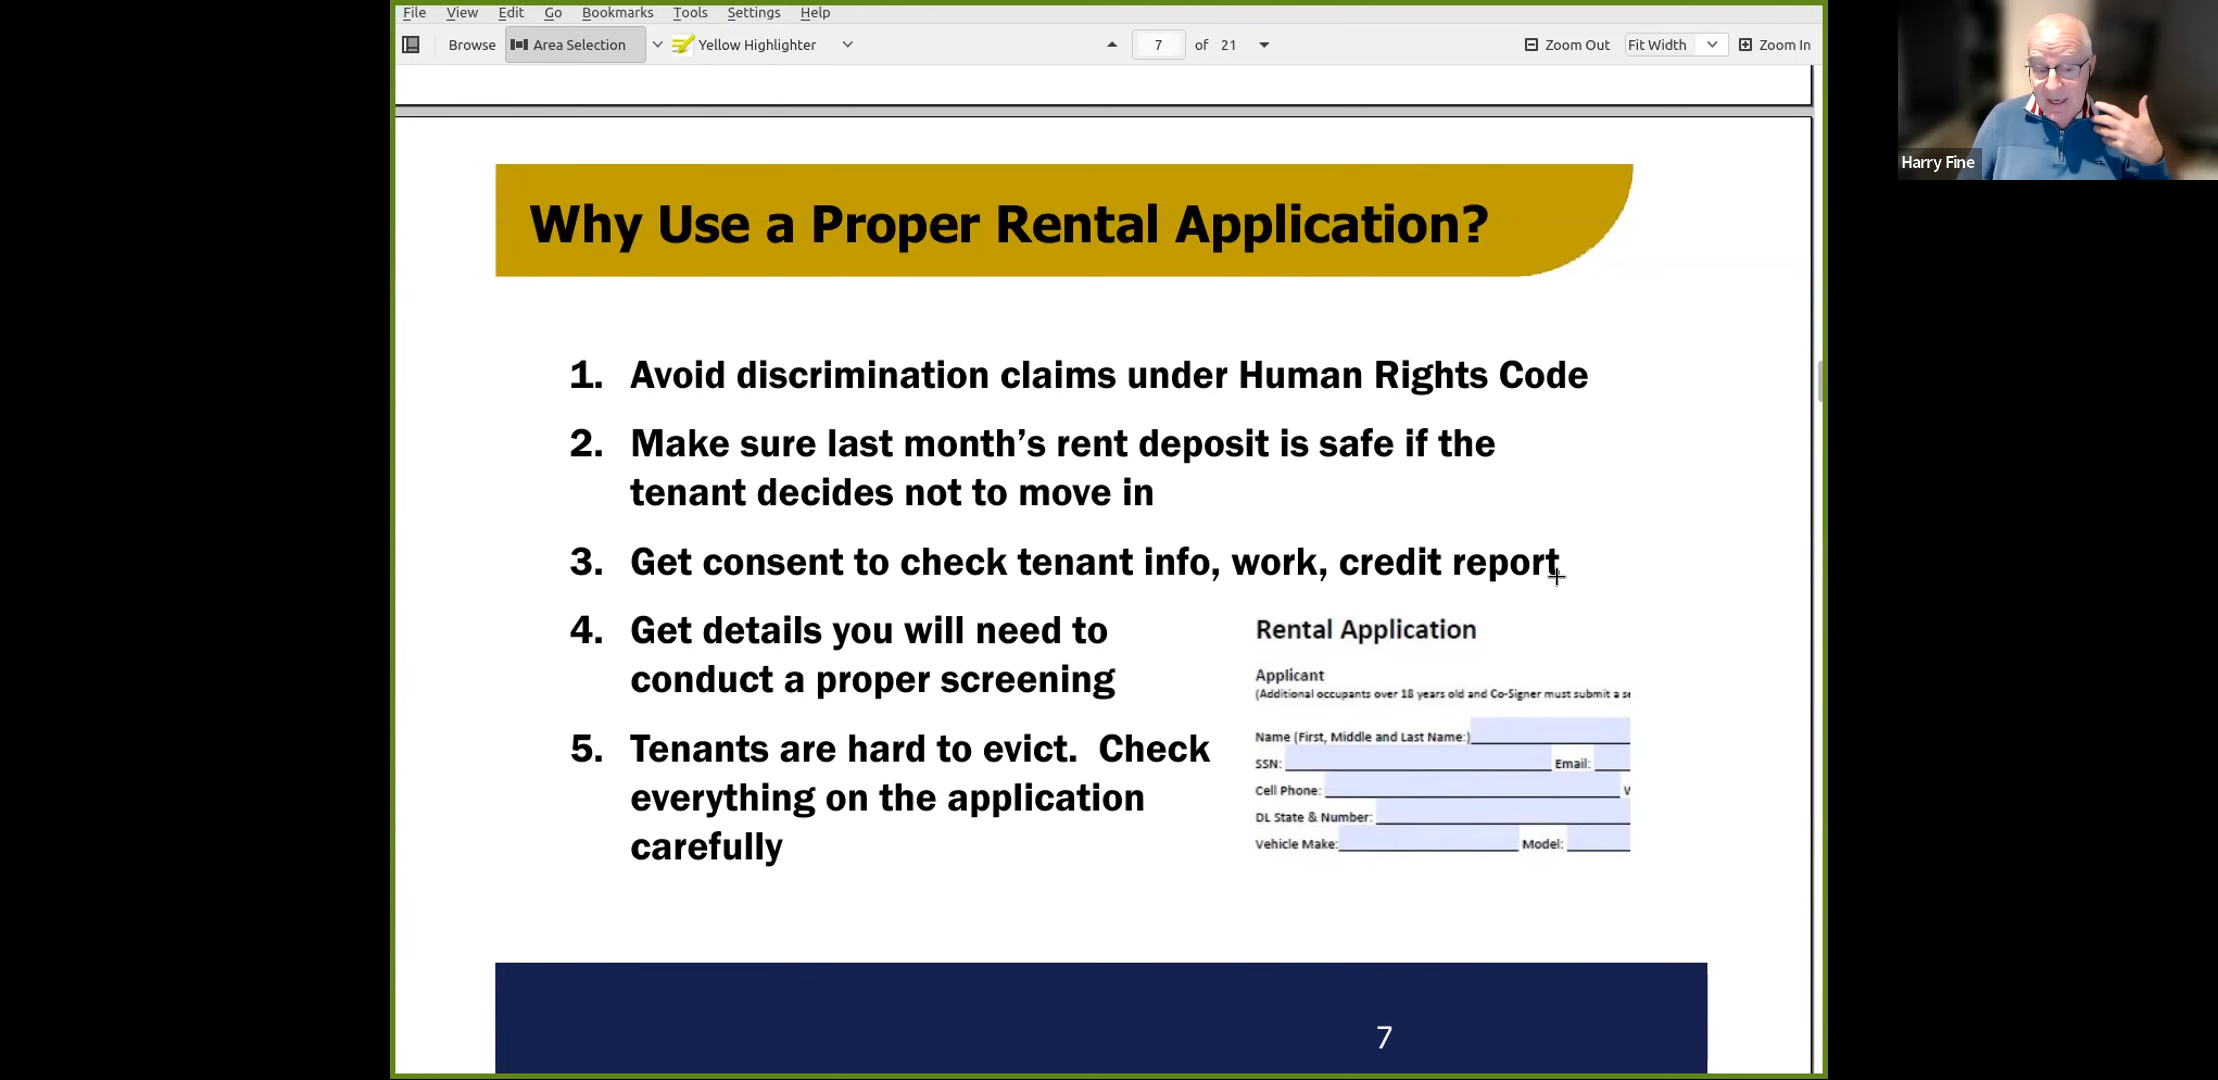 File View Edit Go Bookmarks Tools Settings Help
Browse Area Selection Yellow Highlighter 7 of 21 Zoom Out Fit Width Zoom In
Harry Fine
Why Use a Proper Rental Application?
1. Avoid discrimination claims under Human Rights Code
2. Make sure last month’s rent deposit is safe if the
tenant decides not to move in
3. Get consent to check tenant info, work, credit report
4. Get details you will need to
conduct a proper screening
5. Tenants are hard to evict. Check
everything on the application
carefully
Rental Application
Applicant
(Additional occupants over 18 years old and Co-Signer must submit a se
Name (First, Middle and Last Name:)
SSN: Email:
Cell Phone:
DL State & Number:
Vehicle Make: Model:
7